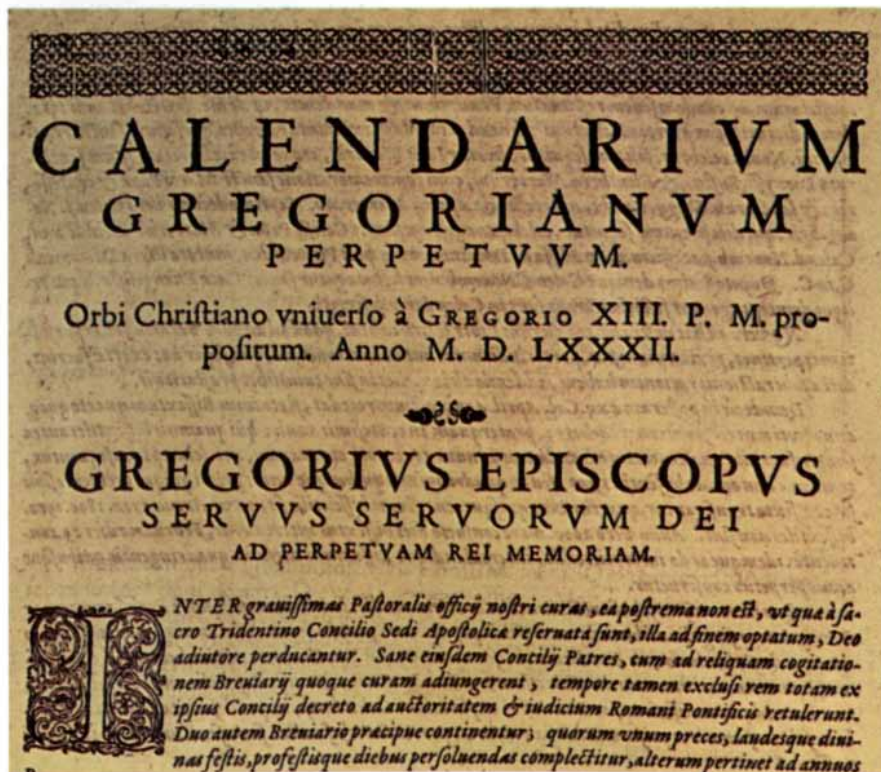 CALENDARIVM
GREGORIANVM
PERPETVVM.
Orbi Chriſtiano vniuerſo à GREGORIO XIII. P. M. pro-
poſitum. Anno M. D. LXXXII.
GREGORIVS EPISCOPVS
SERVVS SERVORVM DEI
AD PERPETVAM REI MEMORIAM.
INTER grauiſſimas Paſtoralis officij noſtri curas, ea poſtrema non eſt, vt quæ à ſa-
cro Tridentino Concilio Sedi Apoſtolicæ reſeruata ſunt, illa ad finem optatum, Deo
adiutore perducantur. Sane eiuſdem Concilij Patres, cum ad reliquam cogitatio-
nem Breuiarij quoque curam adiungerent, tempore tamen excluſi rem totam ex
ipſius Concilij decreto ad auctoritatem & iudicium Romani Pontificis retulerunt.
Duo autem Breuiario præcipue continentur; quorum vnum preces, laudesque diui-
nas feſtis, profeſtisque diebus perſoluendas complectitur, alterum pertinet ad annuos